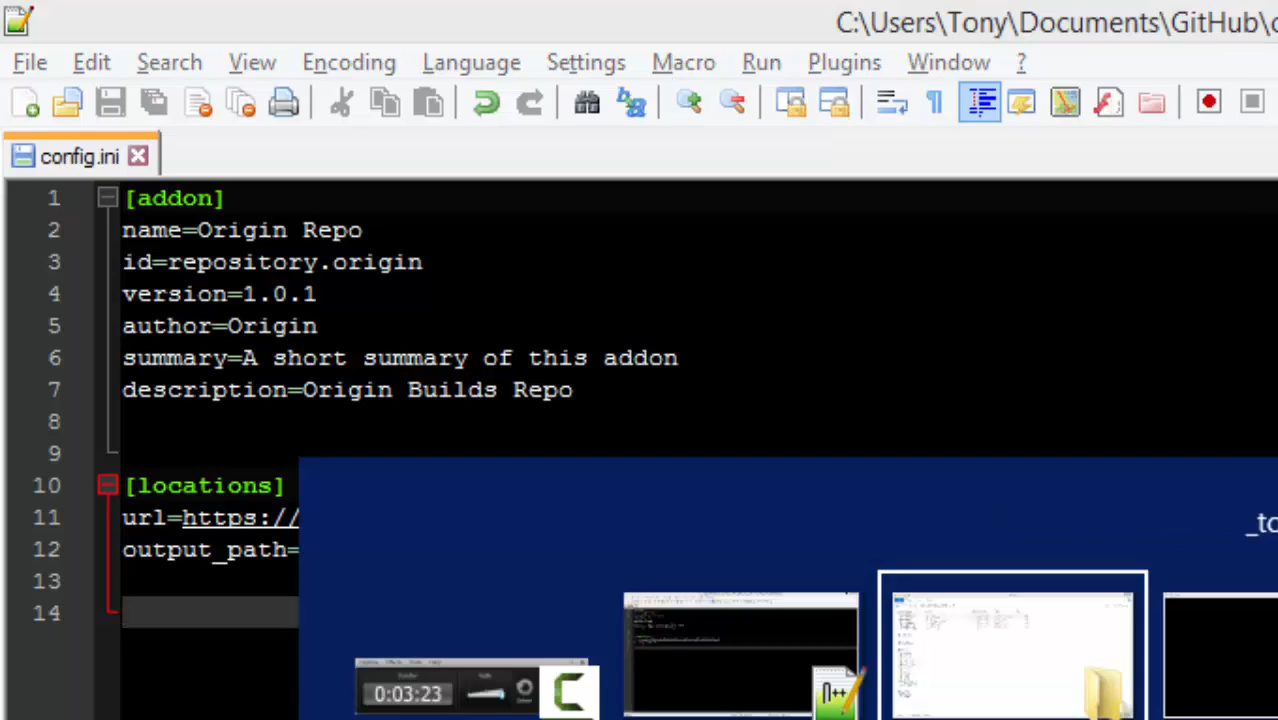 C:\Users\Tony\Documents\GitHub\
File Edit Search View Encoding Language Settings Macro Run Plugins Window ?
config.ini
1 [addon]
2 name=Origin Repo
3 id=repository.origin
4 version=1.0.1
5 author=Origin
6 summary=A short summary of this addon
7 description=Origin Builds Repo
8
9
10 [locations]
11 url=https://
12 output_path=
13
14
_to
0:03:23